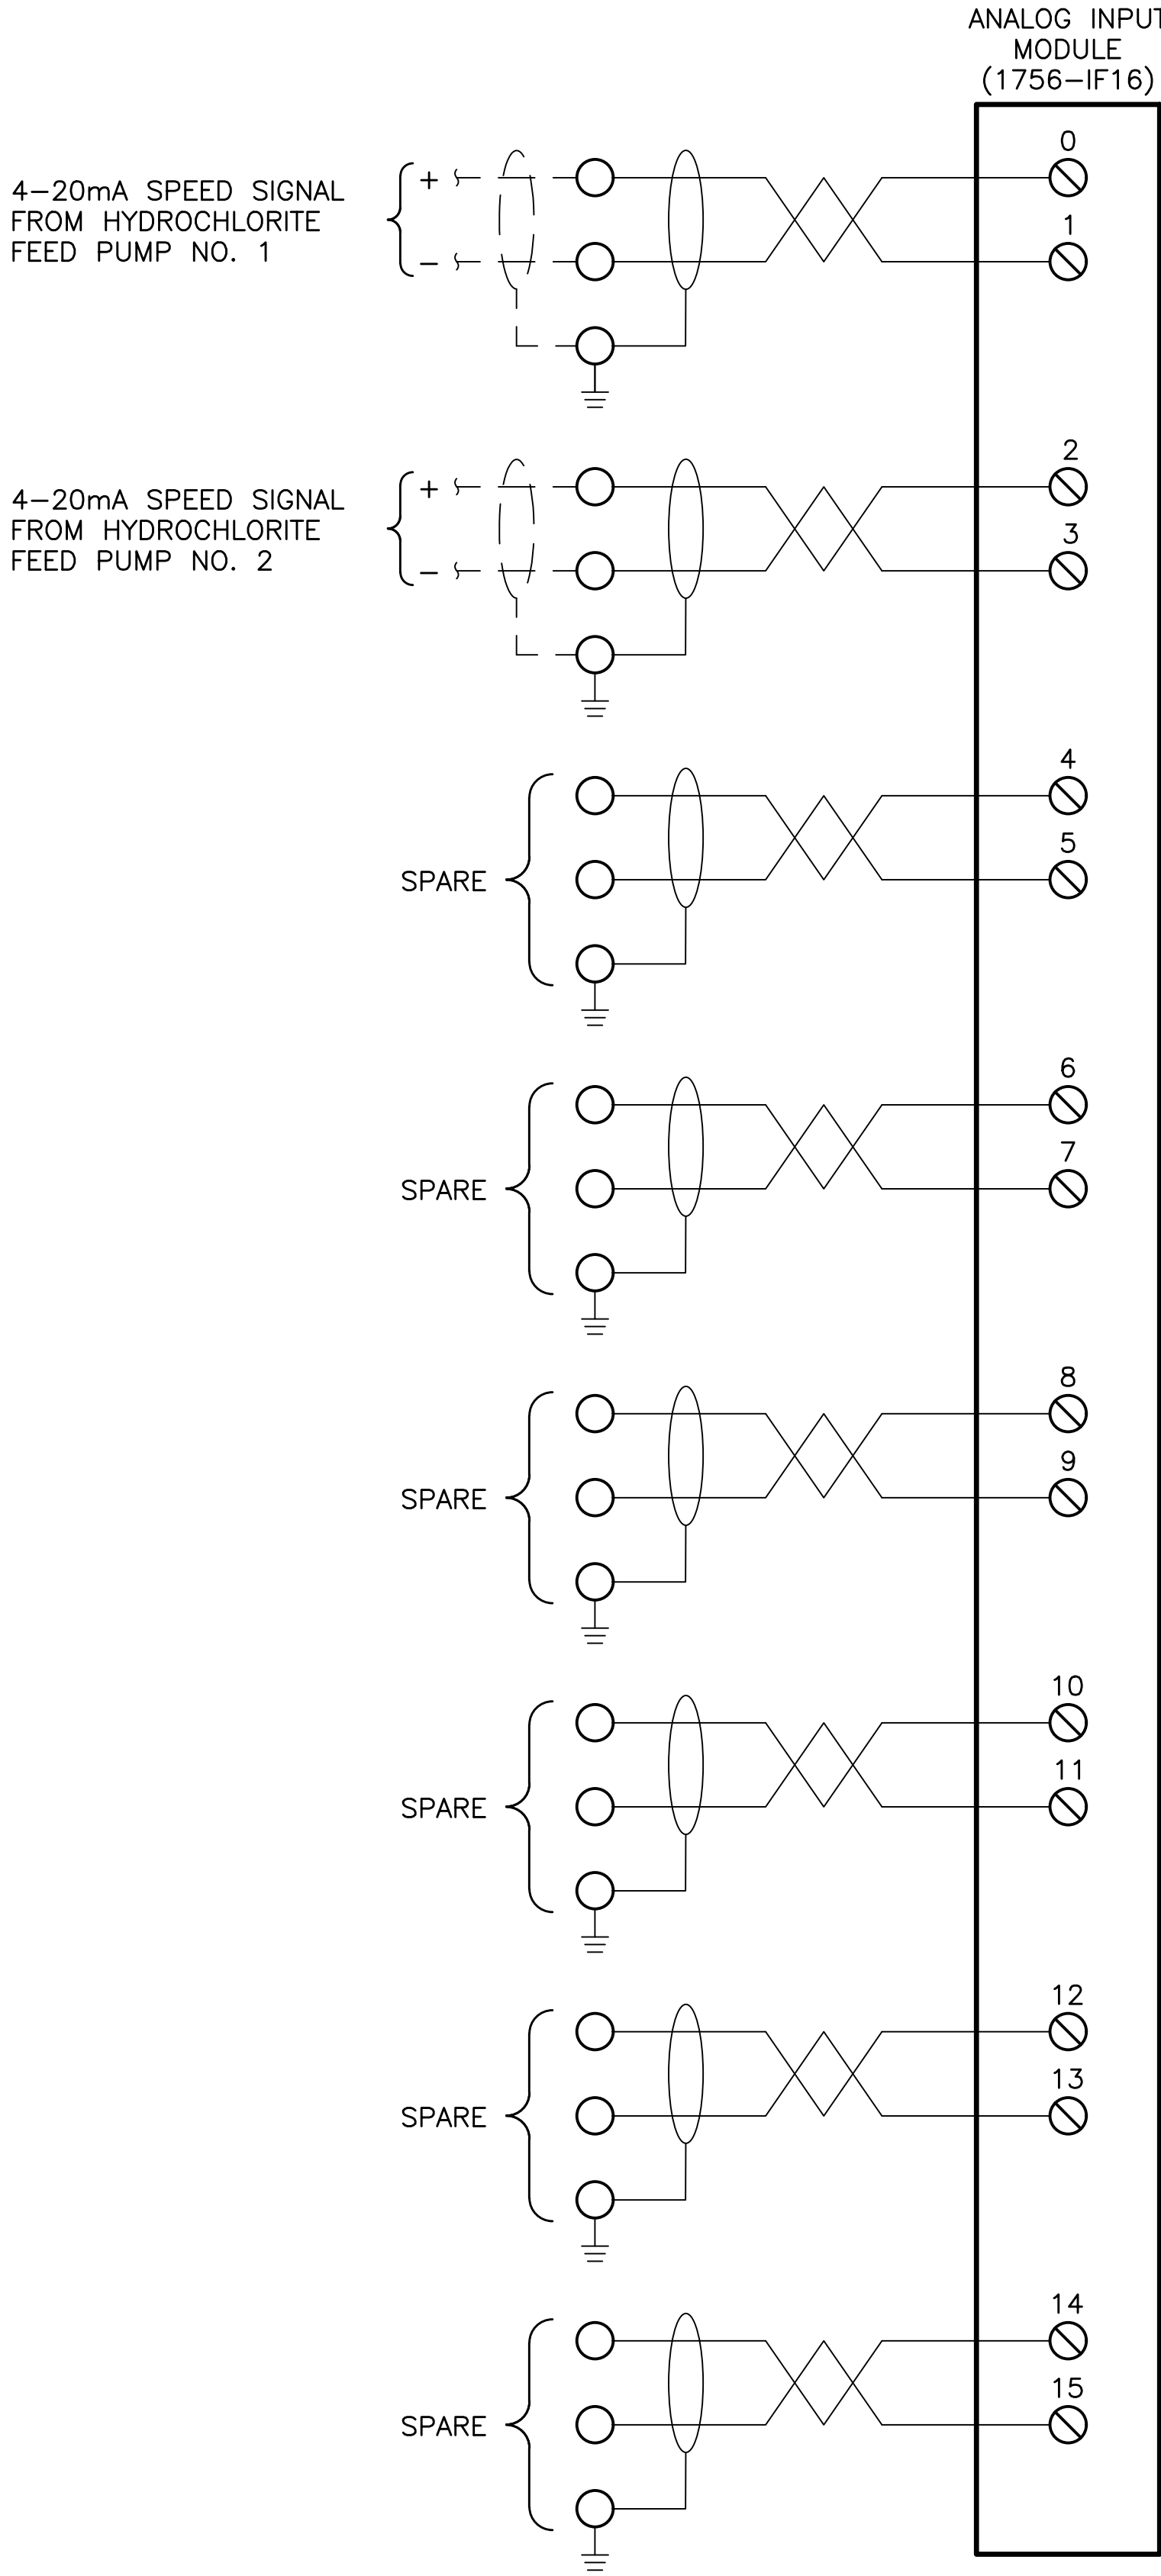 ANALOG INPUT
MODULE
(1756-IF16)
0
4-20mA SPEED SIGNAL
FROM HYDROCHLORITE
FEED PUMP NO. 1
+
-
1
2
4-20mA SPEED SIGNAL
FROM HYDROCHLORITE
FEED PUMP NO. 2
+
-
3
4
5
SPARE
6
7
SPARE
8
9
SPARE
10
11
SPARE
12
13
SPARE
14
15
SPARE